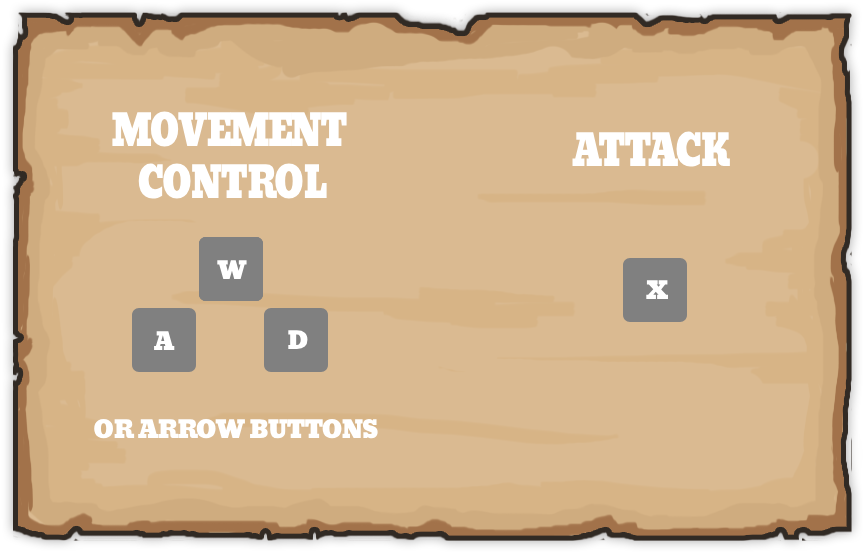 MOVEMENT
CONTROL
W
A D
OR ARROW BUTTONS
ATTACK
X